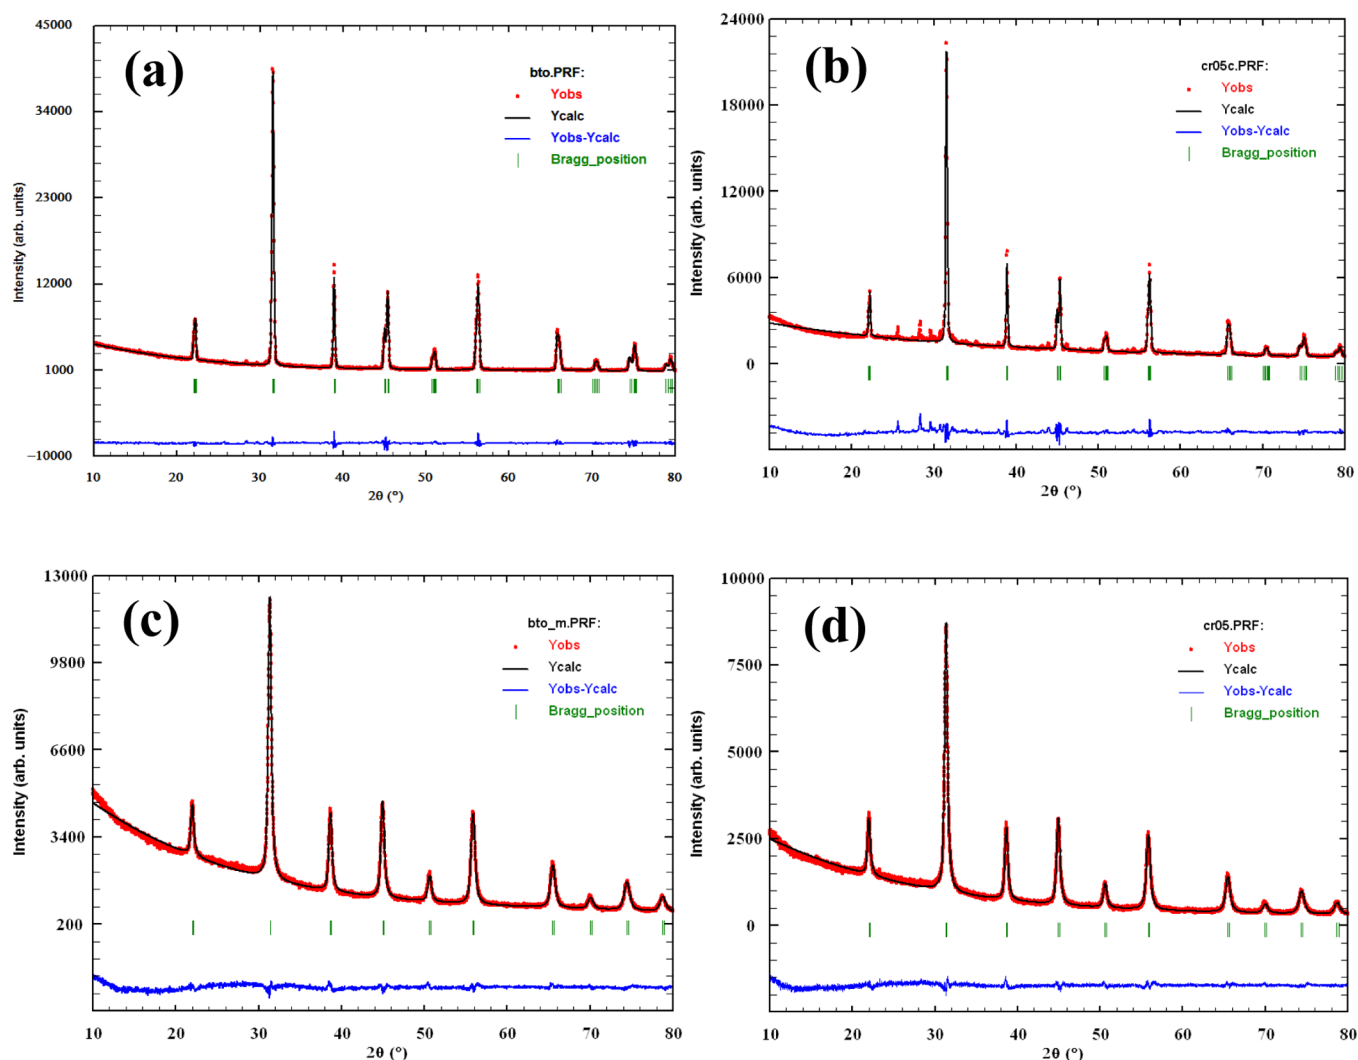 (a)
bto.PRF:
Yobs
Ycalc
Yobs-Ycalc
Bragg_position
45000
34000
23000
12000
1000
−10000
Intensity (arb. units)
10 20 30 40 50 60 70 80
2θ (°)
(b)
cr05c.PRF:
Yobs
Ycalc
Yobs-Ycalc
Bragg_position
24000
18000
12000
6000
0
Intensity (arb. units)
10 20 30 40 50 60 70 80
2θ (°)
(c)
bto_m.PRF:
Yobs
Ycalc
Yobs-Ycalc
Bragg_position
13000
9800
6600
3400
200
Intensity (arb. units)
10 20 30 40 50 60 70 80
2θ (°)
(d)
cr05.PRF:
Yobs
Ycalc
Yobs-Ycalc
Bragg_position
10000
7500
5000
2500
0
Intensity (arb. units)
10 20 30 40 50 60 70 80
2θ (°)